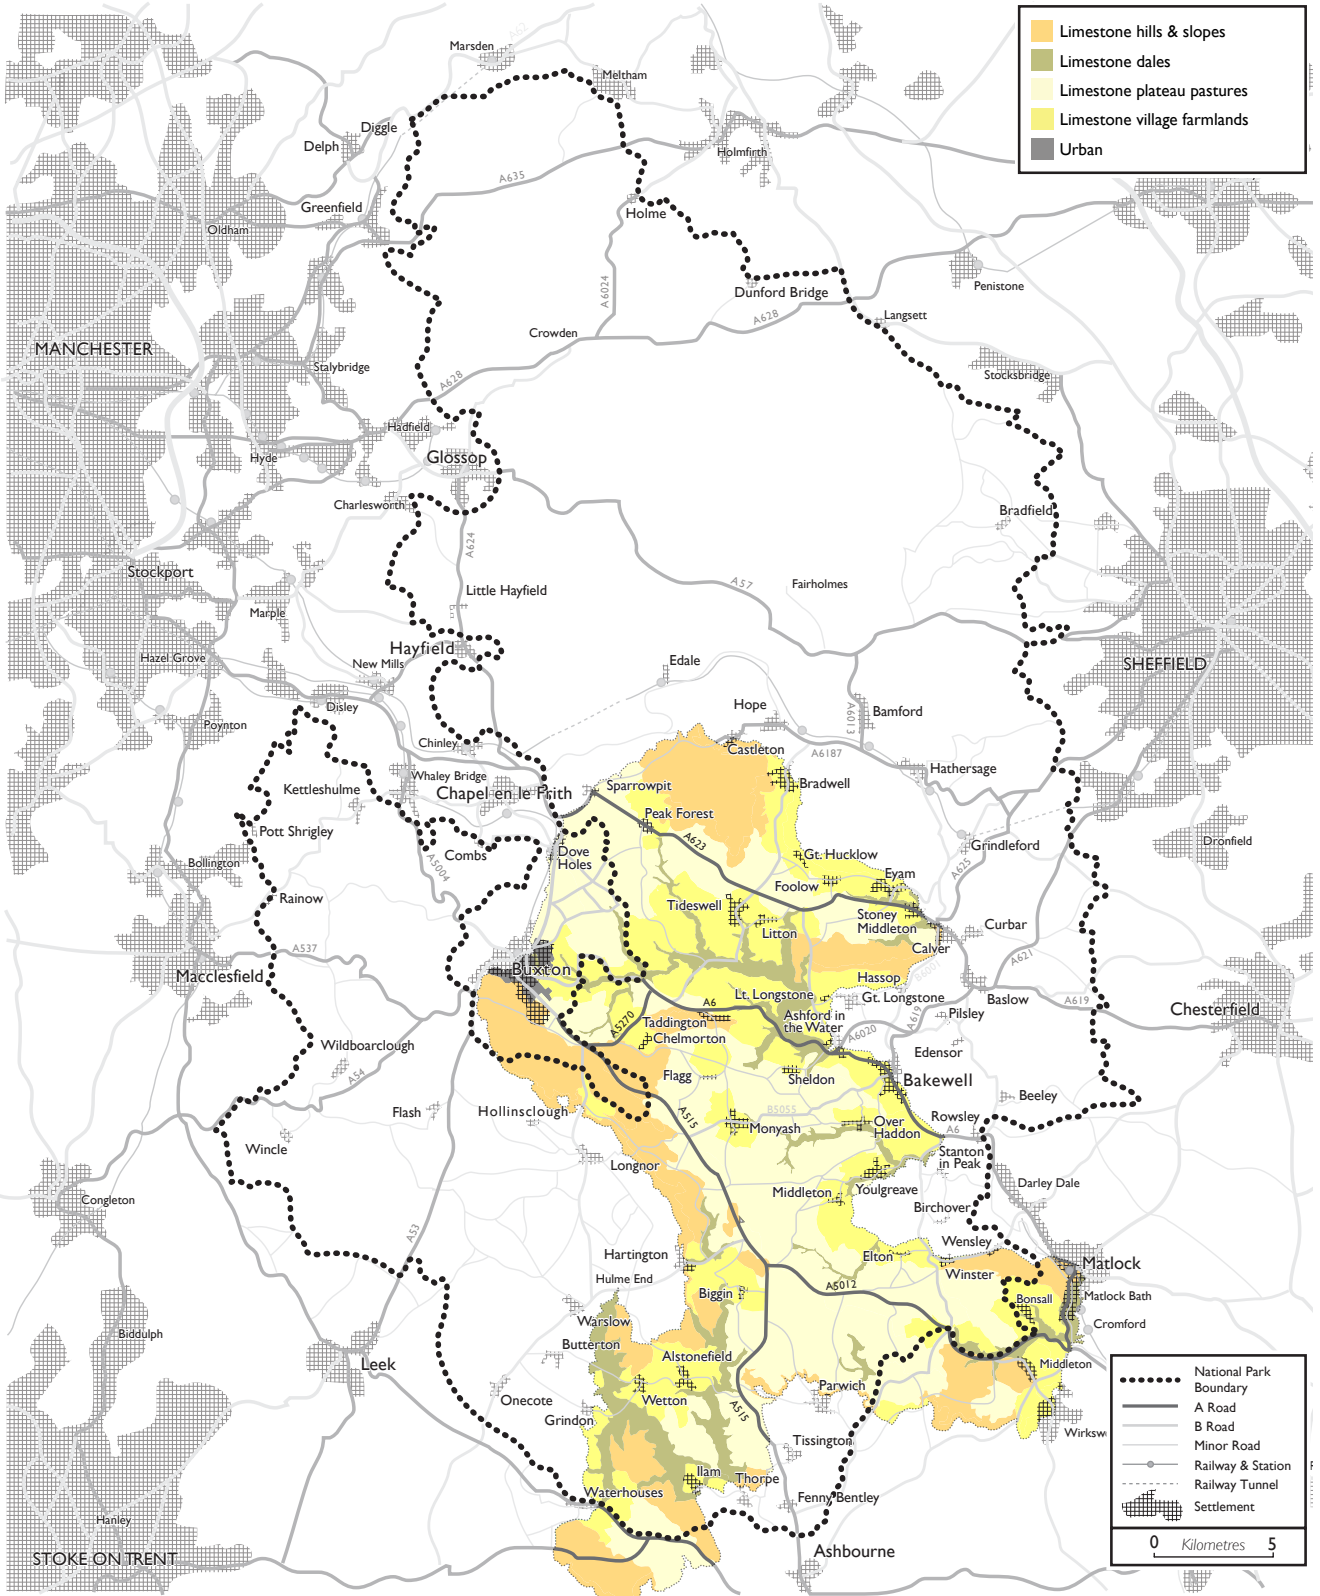 Limestone hills & slopes
Limestone dales
Limestone plateau pastures
Limestone village farmlands
Urban
A62
Marsden
Meltham
Diggle
Delph
Holmfirth
A635
Greenfield
Holme
Oldham
Penistone
A6024
Dunford Bridge
A628
Langsett
Crowden
MANCHESTER
Stalybridge
A628
Stocksbridge
Hadfield
Glossop
Hyde
Charlesworth
Bradfield
A624
Stockport
A57
Fairholmes
Little Hayfield
Marple
Hayfield
Hazel Grove
New Mills
Edale
SHEFFIELD
Disley
Hope
A6013
Bamford
Poynton
Chinley
Castleton
A6187
Hathersage
Whaley Bridge
Kettleshulme
Chapel en le Frith
Sparrowpit
Bradwell
Peak Forest
Pott Shrigley
A623
Grindleford
Dronfield
Combs
Dove
Holes
Gt. Hucklow
A625
Bollington
A5004
Foolow
Eyam
Rainow
Tideswell
Stoney
Middleton
Litton
Curbar
Calver
A537
A621
Macclesfield
Buxton
Hassop
Lt. Longstone
Gt. Longstone
Baslow
A619
A6
Chesterfield
Taddington
Ashford in
the Water
A619
Pilsley
A5270
Chelmorton
A6020
Wildboarclough
Edensor
A54
Flagg
Sheldon
Bakewell
Beeley
Flash
Hollinsclough
A515
B5055
Rowsley
Monyash
Over
Haddon
A6
Wincle
Stanton
in Peak
Longnor
Darley Dale
Congleton
Middleton
Youlgreave
Birchover
A53
Wensley
Hartington
Elton
Winster
Matlock
Hulme End
A5012
Biggin
Bonsall
Matlock Bath
Warslow
Cromford
Biddulph
Butterton
Alstonefield
Leek
Middleton
Parwich
Onecote
Wetton
Grindon
A515
Wirksw
Tissington
Ilam
Thorpe
Waterhouses
Fenny Bentley
Hanley
STOKE ON TRENT
Ashbourne
National Park
Boundary
A Road
B Road
Minor Road
Railway & Station
Railway Tunnel
Settlement
0 Kilometres 5